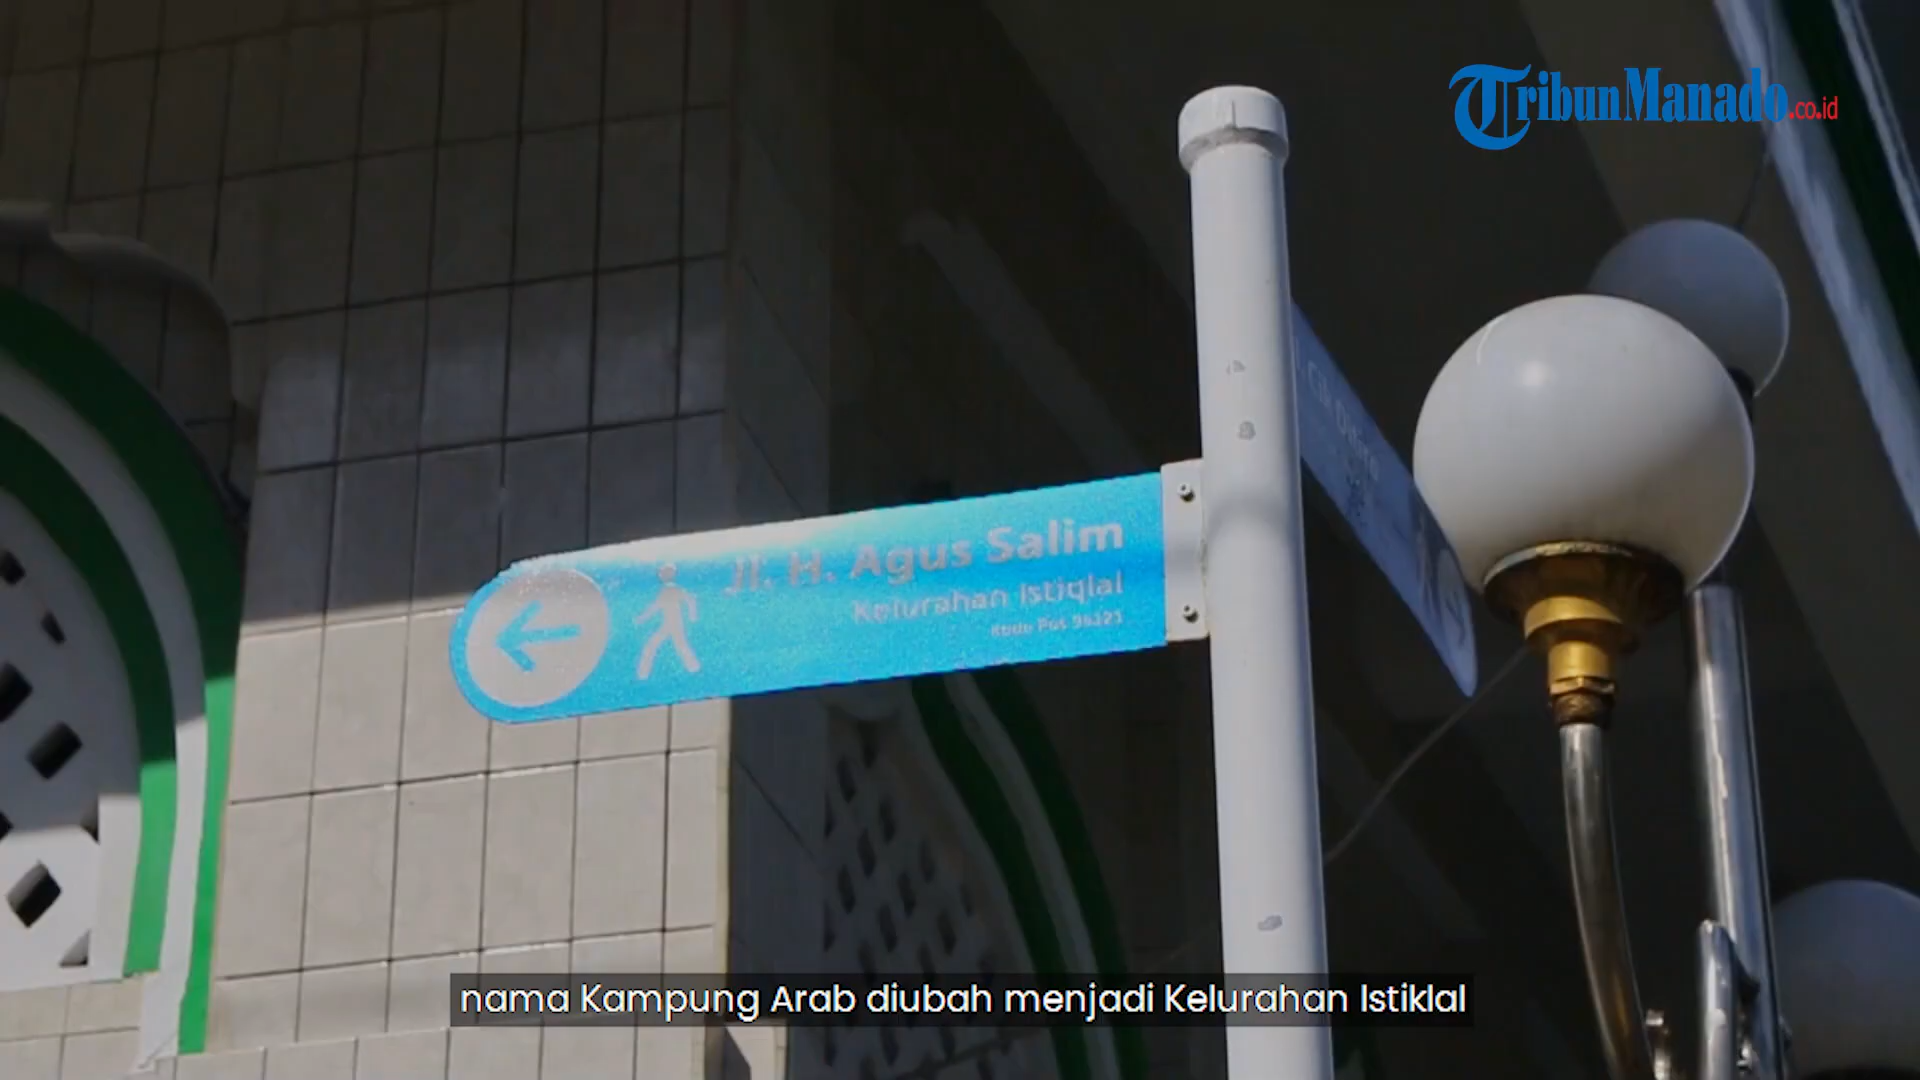 TribunManado.co.id
Jl. H. Agus Salim
Kelurahan Istiqlal
Kode Pos 95121
nama Kampung Arab diubah menjadi Kelurahan Istiklal